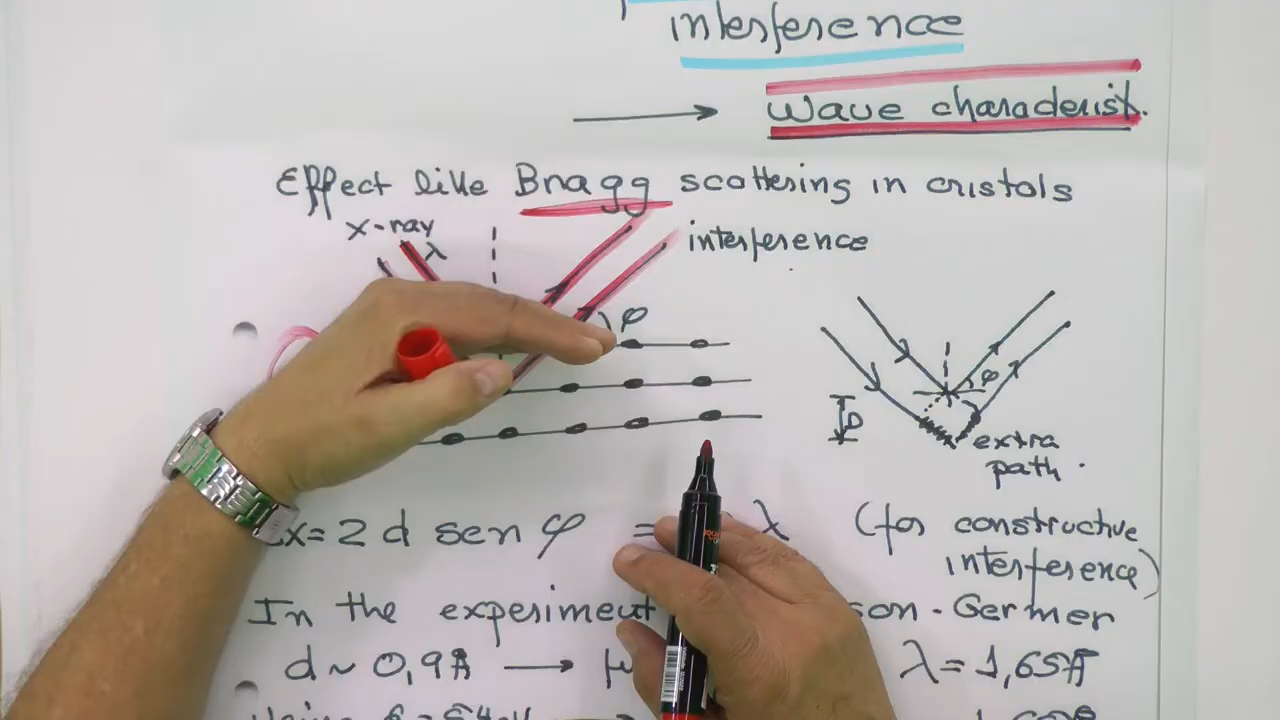 interference
→ Wave characterist.
Effect like Bragg scattering in cristals
x-ray
λ
interference
φ
φ
D
extra
path.
x = 2 d sen φ = λ (for constructive
interference)
In the experiment son-Germer
d ~ 0,9Å → λ = 1,65Å